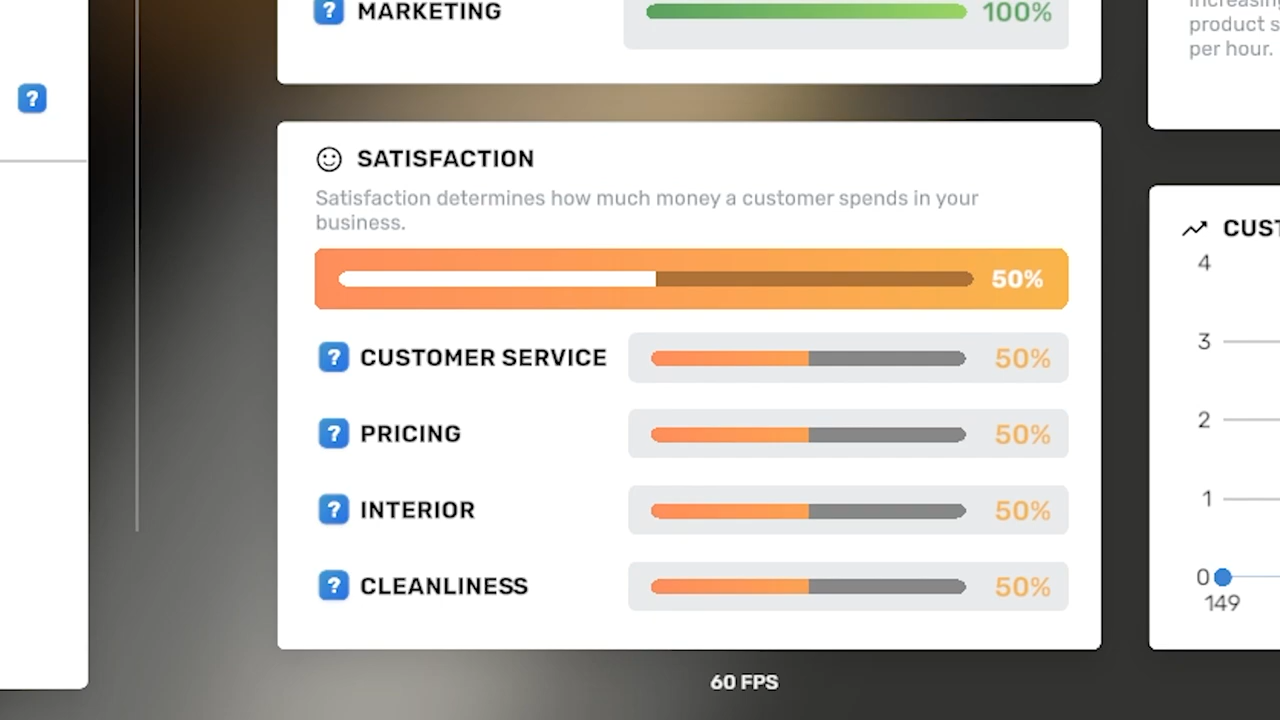 MARKETING
100%
product s
per hour.
?
SATISFACTION
Satisfaction determines how much money a customer spends in your
business.
50%
? CUSTOMER SERVICE 50%
? PRICING 50%
? INTERIOR 50%
? CLEANLINESS 50%
CUST
4
3
2
1
0
149
60 FPS